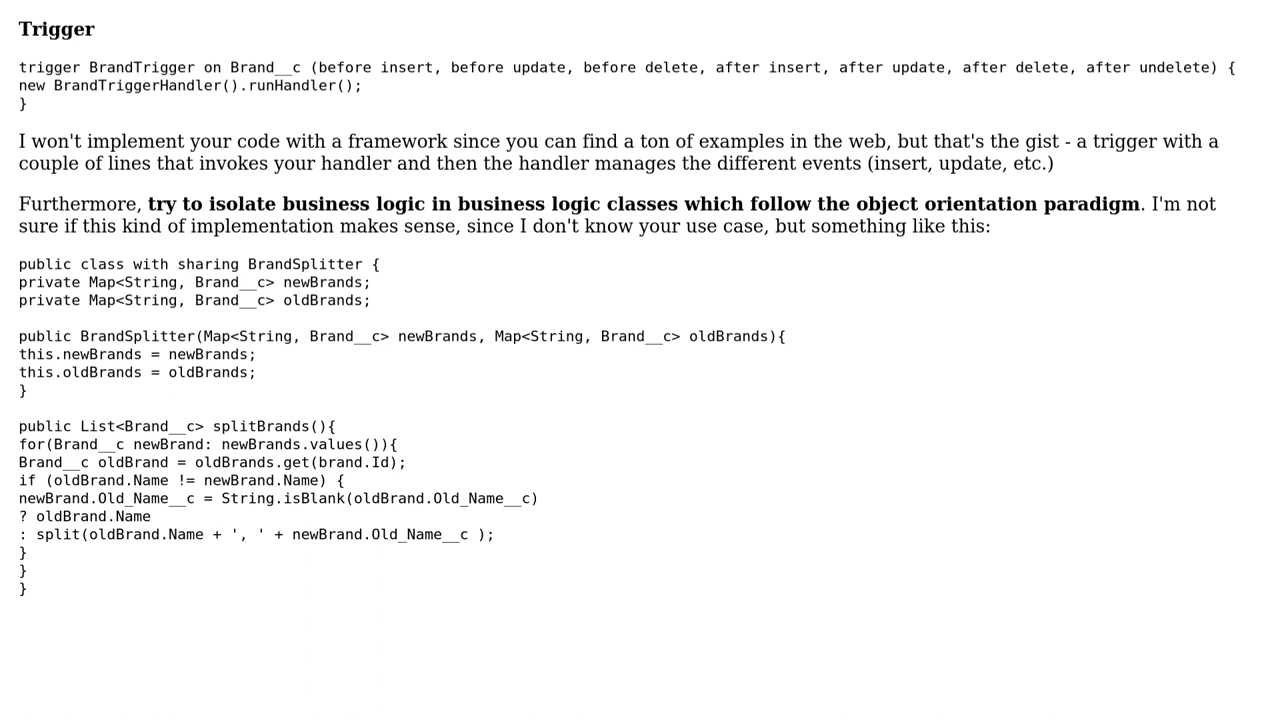 Trigger
trigger BrandTrigger on Brand__c (before insert, before update, before delete, after insert, after update, after delete, after undelete) {
new BrandTriggerHandler().runHandler();
}
I won't implement your code with a framework since you can find a ton of examples in the web, but that's the gist - a trigger with a
couple of lines that invokes your handler and then the handler manages the different events (insert, update, etc.)
Furthermore, try to isolate business logic in business logic classes which follow the object orientation paradigm. I'm not
sure if this kind of implementation makes sense, since I don't know your use case, but something like this:
public class with sharing BrandSplitter {
private Map<String, Brand__c> newBrands;
private Map<String, Brand__c> oldBrands;
public BrandSplitter(Map<String, Brand__c> newBrands, Map<String, Brand__c> oldBrands){
this.newBrands = newBrands;
this.oldBrands = oldBrands;
}
public List<Brand__c> splitBrands(){
for(Brand__c newBrand: newBrands.values()){
Brand__c oldBrand = oldBrands.get(brand.Id);
if (oldBrand.Name != newBrand.Name) {
newBrand.Old_Name__c = String.isBlank(oldBrand.Old_Name__c)
? oldBrand.Name
: split(oldBrand.Name + ', ' + newBrand.Old_Name__c );
}
}
}